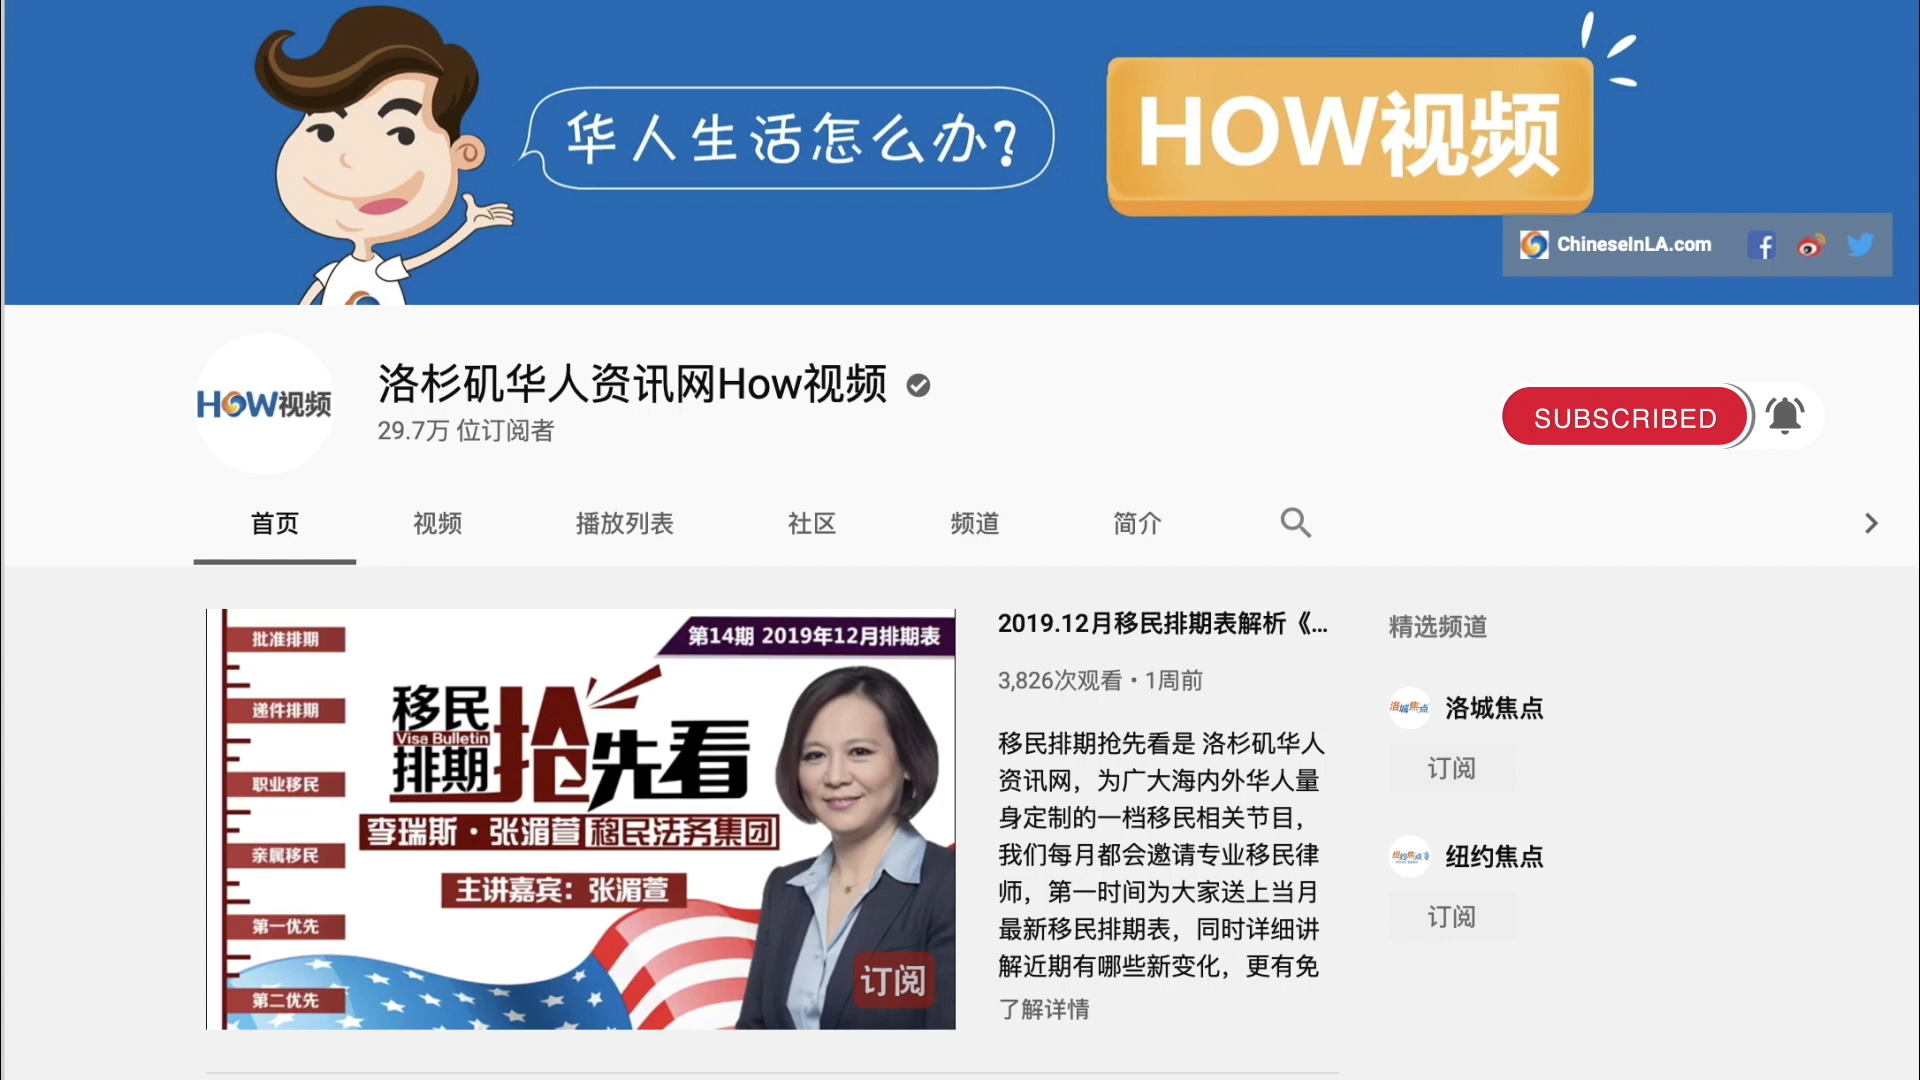 华人生活怎么办?
HOW视频
ChineseInLA.com
HOW视频
洛杉矶华人资讯网How视频
29.7万 位订阅者
SUBSCRIBED
首页
视频
播放列表
社区
频道
简介
批准排期
递件排期
职业移民
亲属移民
第一优先
第二优先
第14期 2019年12月排期表
移民
Visa Bulletin
排期
抢先看
李瑞斯·张湄萱 移民法务集团
主讲嘉宾：张湄萱
订阅
2019.12月移民排期表解析《...
3,826次观看 • 1周前
移民排期抢先看是 洛杉矶华人
资讯网，为广大海内外华人量
身定制的一档移民相关节目，
我们每月都会邀请专业移民律
师，第一时间为大家送上当月
最新移民排期表，同时详细讲
解近期有哪些新变化，更有免
了解详情
精选频道
洛城焦点
洛城焦点
订阅
纽约焦点
纽约焦点
订阅